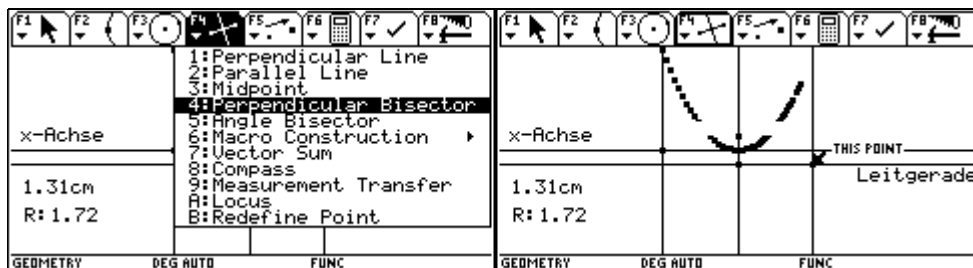 F1 F2 F3 F4 F5 F6 F7 F8
1:Perpendicular Line
2:Parallel Line
3:Midpoint
4:Perpendicular Bisector
5:Angle Bisector
6:Macro Construction
7:Vector Sum
8:Compass
9:Measurement Transfer
A:Locus
B:Redefine Point
x-Achse
1.31cm
R:1.72
GEOMETRY DEG AUTO FUNC
F1 F2 F3 F4 F5 F6 F7 F8
x-Achse
THIS POINT
Leitgerade
1.31cm
R:1.72
GEOMETRY DEG AUTO FUNC